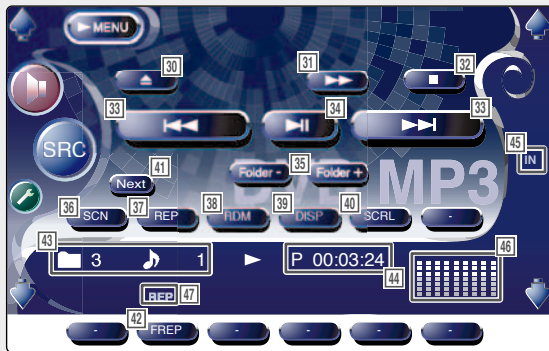 MENU
30
31
32
33
34
33
SRC
45
IN
41
Next
Folder -
35
Folder +
MP3
36
37
38
39
40
SCN
REP
RDM
DISP
SCRL
-
43
3
1
P 00:03:24
44
46
REP
47
42
-
FREP
-
-
-
-